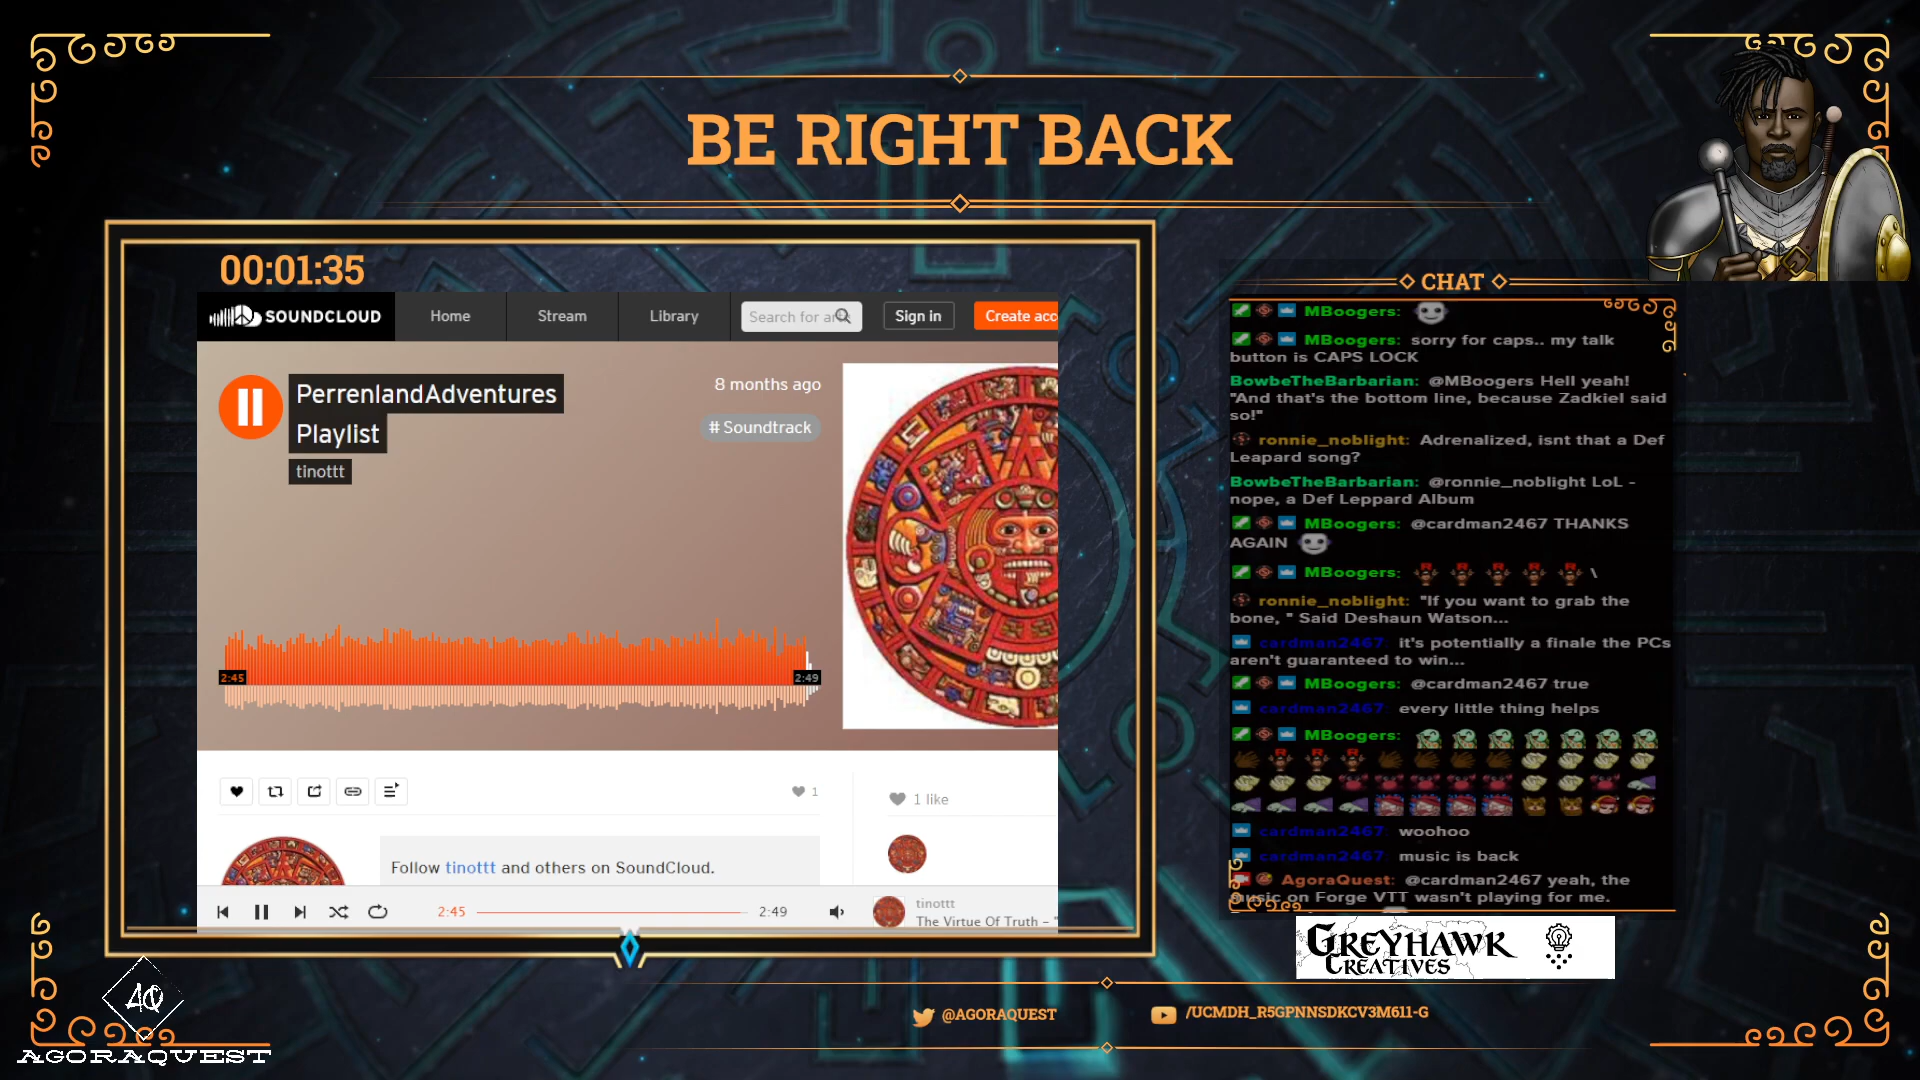 BE RIGHT BACK
00:01:35
SOUNDCLOUD
Home
Stream
Library
Search for ar
Sign in
Create acc
PerrenlandAdventures
Playlist
tinottt
8 months ago
# Soundtrack
2:45
2:49
1
1 like
Follow tinottt and others on SoundCloud.
2:45
2:49
tinottt
The Virtue Of Truth - "
CHAT
MBoogers:
MBoogers: sorry for caps.. my talk
button is CAPS LOCK
BowbeTheBarbarian: @MBoogers Hell yeah!
"And that's the bottom line, because Zadkiel said
so!"
ronnie_noblight: Adrenalized, isnt that a Def
Leapard song?
BowbeTheBarbarian: @ronnie_noblight LoL -
nope, a Def Leppard Album
MBoogers: @cardman2467 THANKS
AGAIN
MBoogers: \
ronnie_noblight: "If you want to grab the
bone, " Said Deshaun Watson...
cardman2467: it's potentially a finale the PCs
aren't guaranteed to win...
MBoogers: @cardman2467 true
cardman2467: every little thing helps
MBoogers:
cardman2467: woohoo
cardman2467: music is back
AgoraQuest: @cardman2467 yeah, the
music on Forge VTT wasn't playing for me.
GREYHAWK
CREATIVES
AQ
AGORAQUEST
@AGORAQUEST
/UCMDH_R5GPNNSDKCV3M611-G